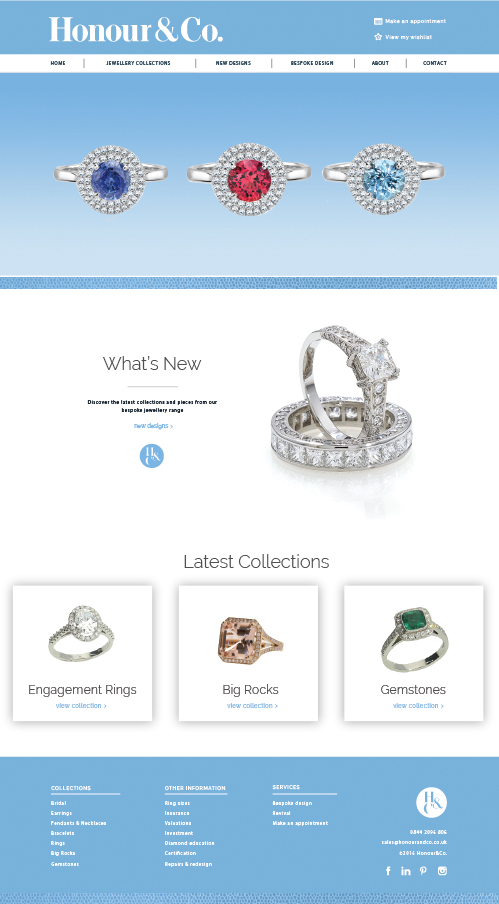 Honour & Co.
Make an appointment
View my wishlist
HOME
JEWELLERY COLLECTIONS
NEW DESIGNS
BESPOKE DESIGN
ABOUT
CONTACT
What's New
Discover the latest collections and pieces from our
bespoke jewellery range
new designs >
H&C
Latest Collections
Engagement Rings
view collection >
Big Rocks
view collection >
Gemstones
view collection >
COLLECTIONS
Bridal
Earrings
Pendants & Necklaces
Bracelets
Rings
Big Rocks
Gemstones
OTHER INFORMATION
Ring sizes
Insurance
Valuations
Investment
Diamond education
Certification
Repairs & redesign
SERVICES
Bespoke design
Revival
Make an appointment
H&C
sales@honourandco.co.uk
©2016 Honour&Co.